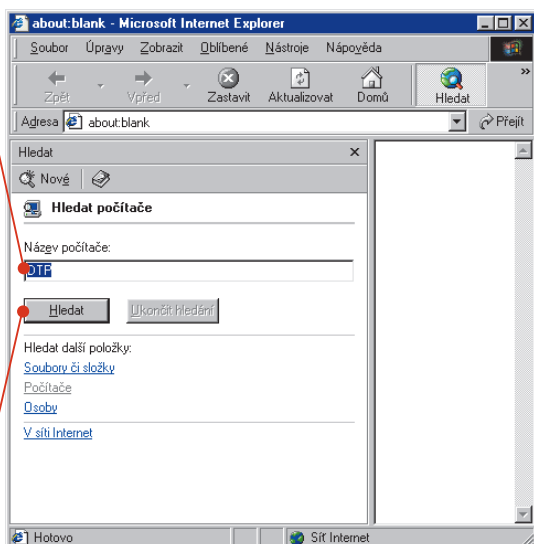 about:blank - Microsoft Internet Explorer
Soubor Úpravy Zobrazit Oblíbené Nástroje Nápověda
Zpět Vpřed Zastavit Aktualizovat Domů Hledat »
Adresa about:blank Přejít
Hledat
Nové
Hledat počítače
Název počítače:
DTP
Hledat Ukončit hledání
Hledat další položky:
Soubory či složky
Počítače
Osoby
V síti Internet
Hotovo Síť Internet